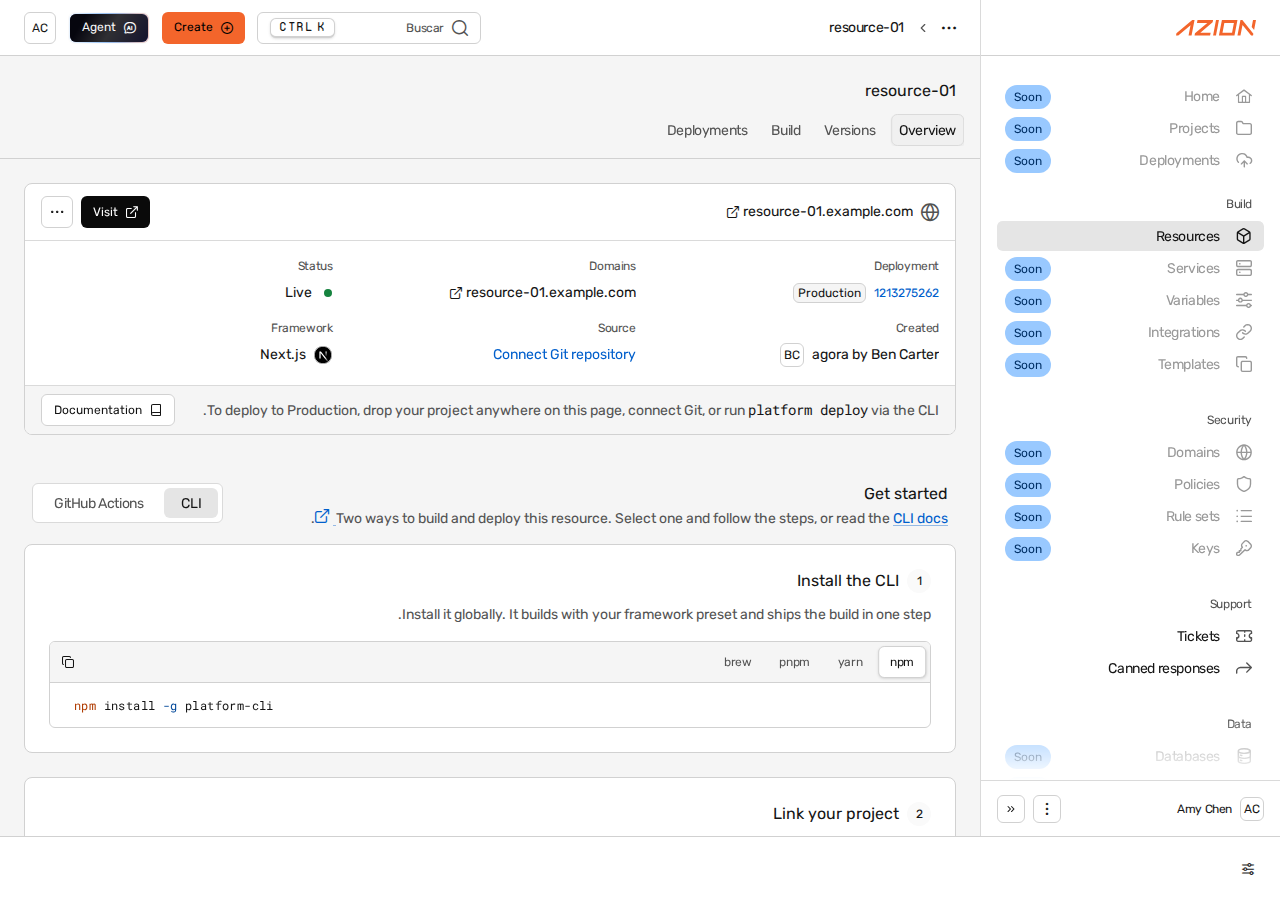 AZION
resource-01
Buscar
CTRL K
Create
Agent
AC
Home Soon
Projects Soon
Deployments Soon
Build
Resources
Services Soon
Variables Soon
Integrations Soon
Templates Soon
Security
Domains Soon
Policies Soon
Rule sets Soon
Keys Soon
Support
Tickets
Canned responses
Data
Databases Soon
AC Amy Chen
resource-01
Overview
Versions
Build
Deployments
resource-01.example.com
Visit
Deployment
1213275262 Production
Domains
resource-01.example.com
Status
Live
Created
agora by Ben Carter BC
Source
Connect Git repository
Framework
Next.js
To deploy to Production, drop your project anywhere on this page, connect Git, or run platform deploy via the CLI.
Documentation
Get started
Two ways to build and deploy this resource. Select one and follow the steps, or read the CLI docs.
CLI
GitHub Actions
1 Install the CLI
Install it globally. It builds with your framework preset and ships the build in one step.
npm
yarn
pnpm
brew
npm install -g platform-cli
2 Link your project